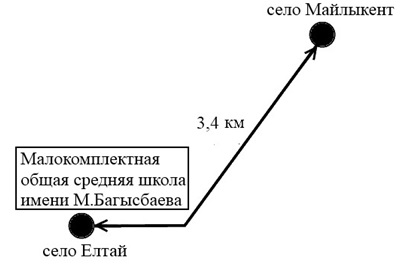 село Майлыкент
3,4 км
Малокомплектная
общая средняя школа
имени М.Багысбаева
село Елтай